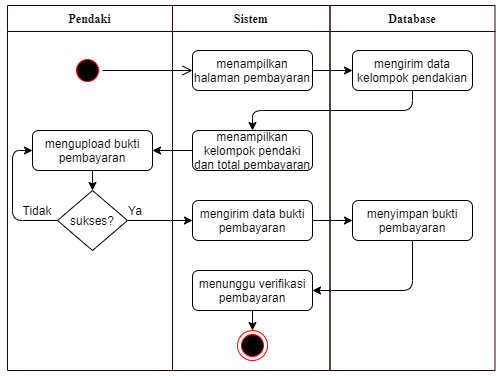 Pendaki
Sistem
Database
menampilkan
halaman pembayaran
mengirim data
kelompok pendakian
mengupload bukti
pembayaran
menampilkan
kelompok pendaki
dan total pembayaran
Tidak
sukses?
Ya
mengirim data bukti
pembayaran
menyimpan bukti
pembayaran
menunggu verifikasi
pembayaran